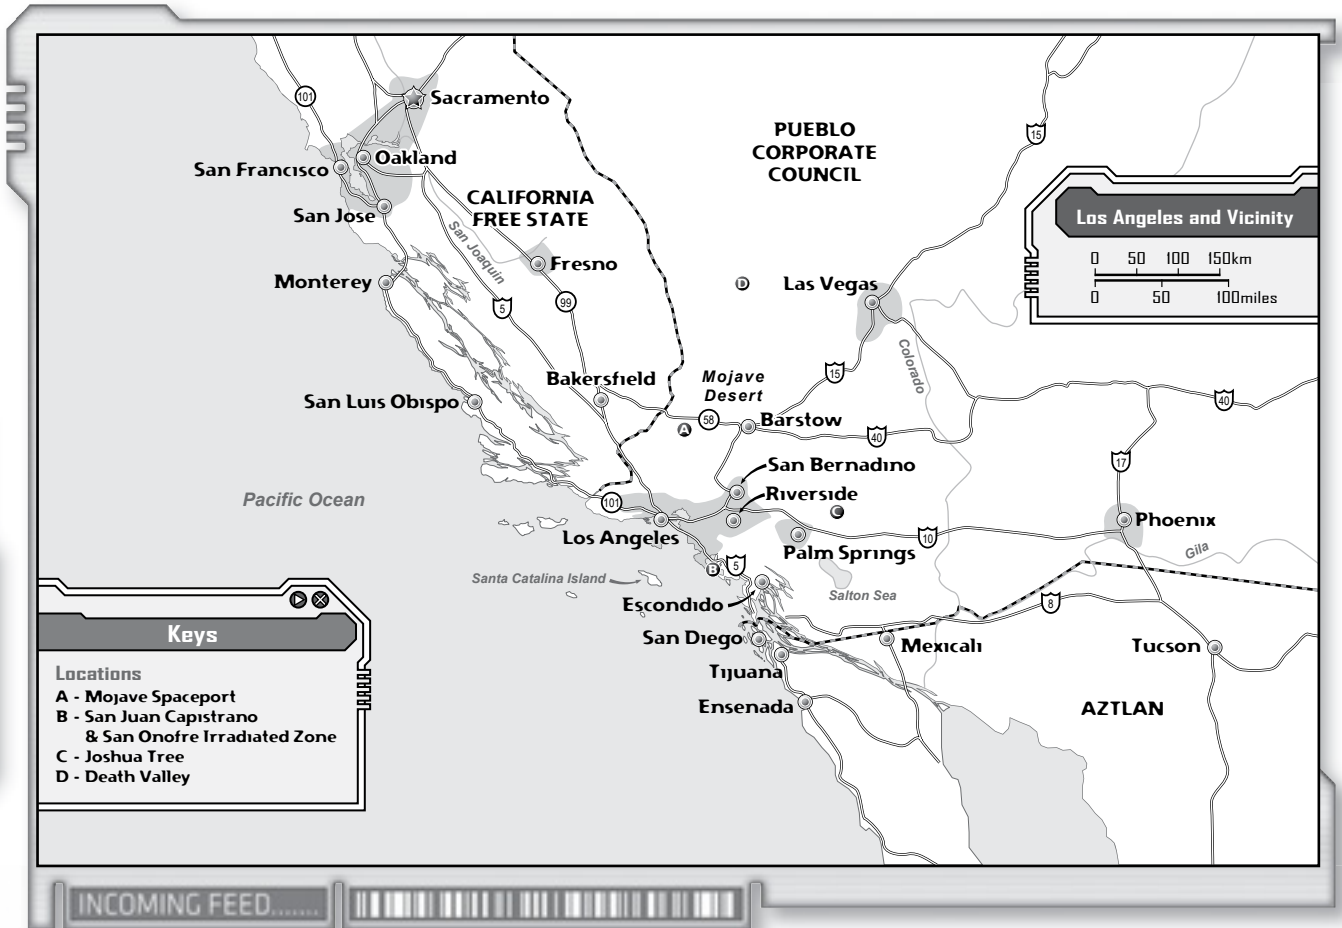 101
Sacramento
Oakland
San Francisco
San Jose
CALIFORNIA
FREE STATE
San Joaquin
Fresno
Monterey
5
99
Bakersfield
San Luis Obispo
PUEBLO
CORPORATE
COUNCIL
15
Los Angeles and Vicinity
0 50 100 150km
0 50 100miles
D
Las Vegas
Colorado
15
Mojave
Desert
A
58
Barstow
40
40
17
San Bernadino
Riverside
C
Pacific Ocean
101
Los Angeles
Palm Springs
10
Phoenix
Gila
B
5
Santa Catalina Island
Salton Sea
Escondido
8
San Diego
Mexicali
Tucson
Tijuana
Ensenada
AZTLAN
Keys
Locations
A - Mojave Spaceport
B - San Juan Capistrano
& San Onofre Irradiated Zone
C - Joshua Tree
D - Death Valley
INCOMING FEED.......